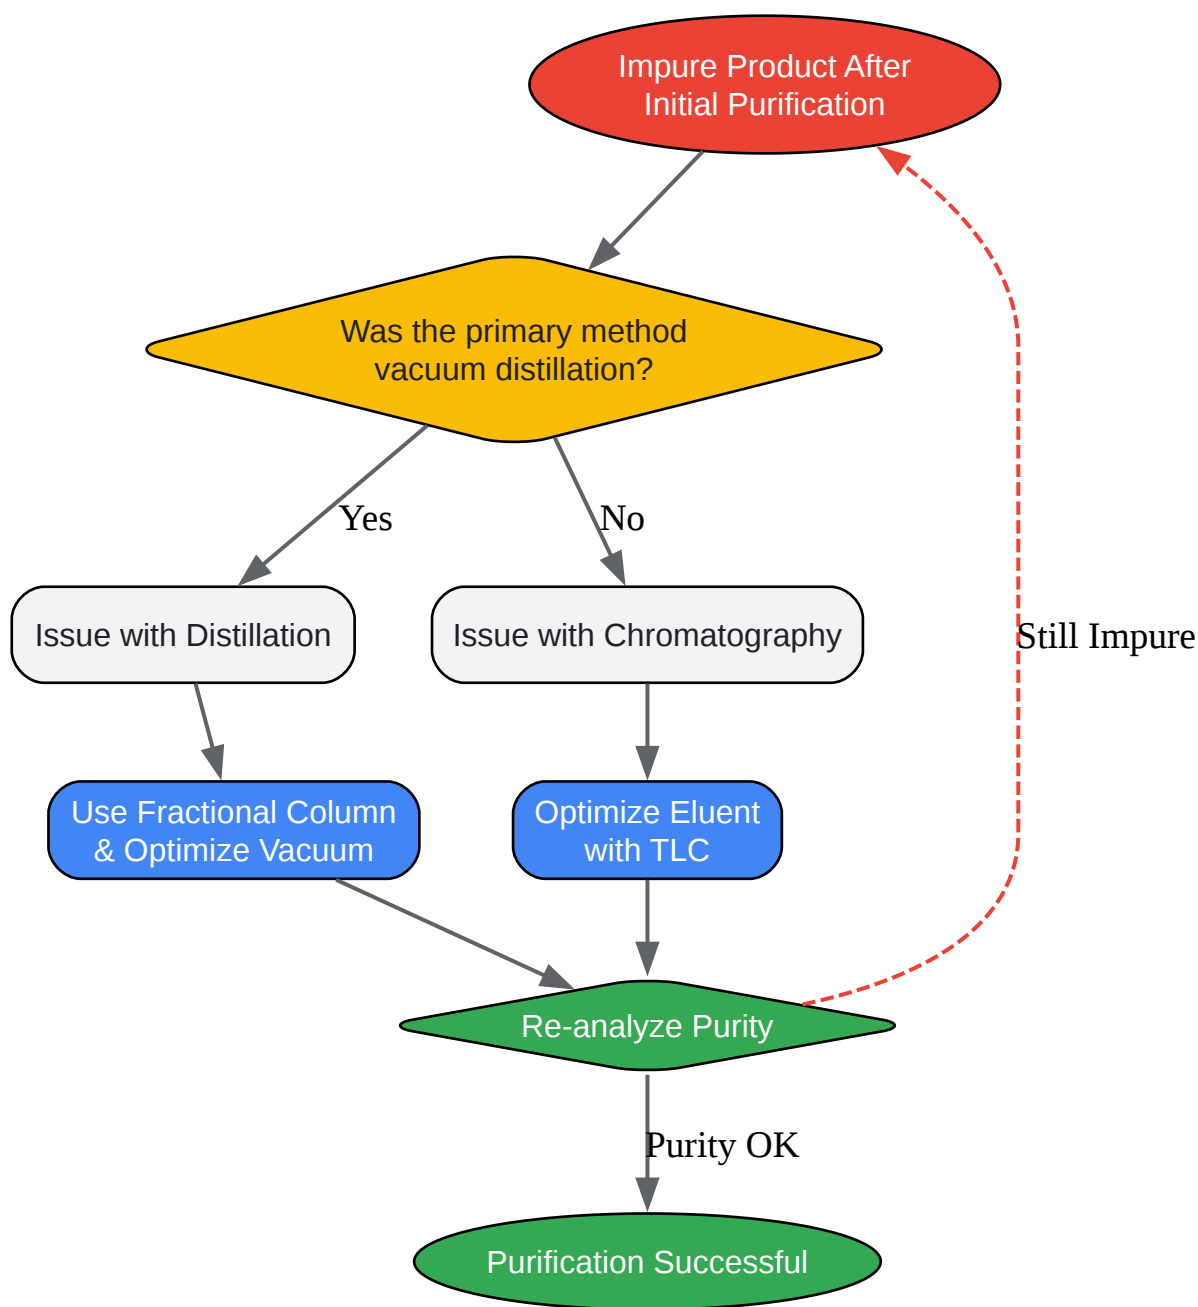 Impure Product After
Initial Purification
Was the primary method
vacuum distillation?
Yes
No
Issue with Distillation
Issue with Chromatography
Still Impure
Use Fractional Column
& Optimize Vacuum
Optimize Eluent
with TLC
Re-analyze Purity
Purity OK
Purification Successful